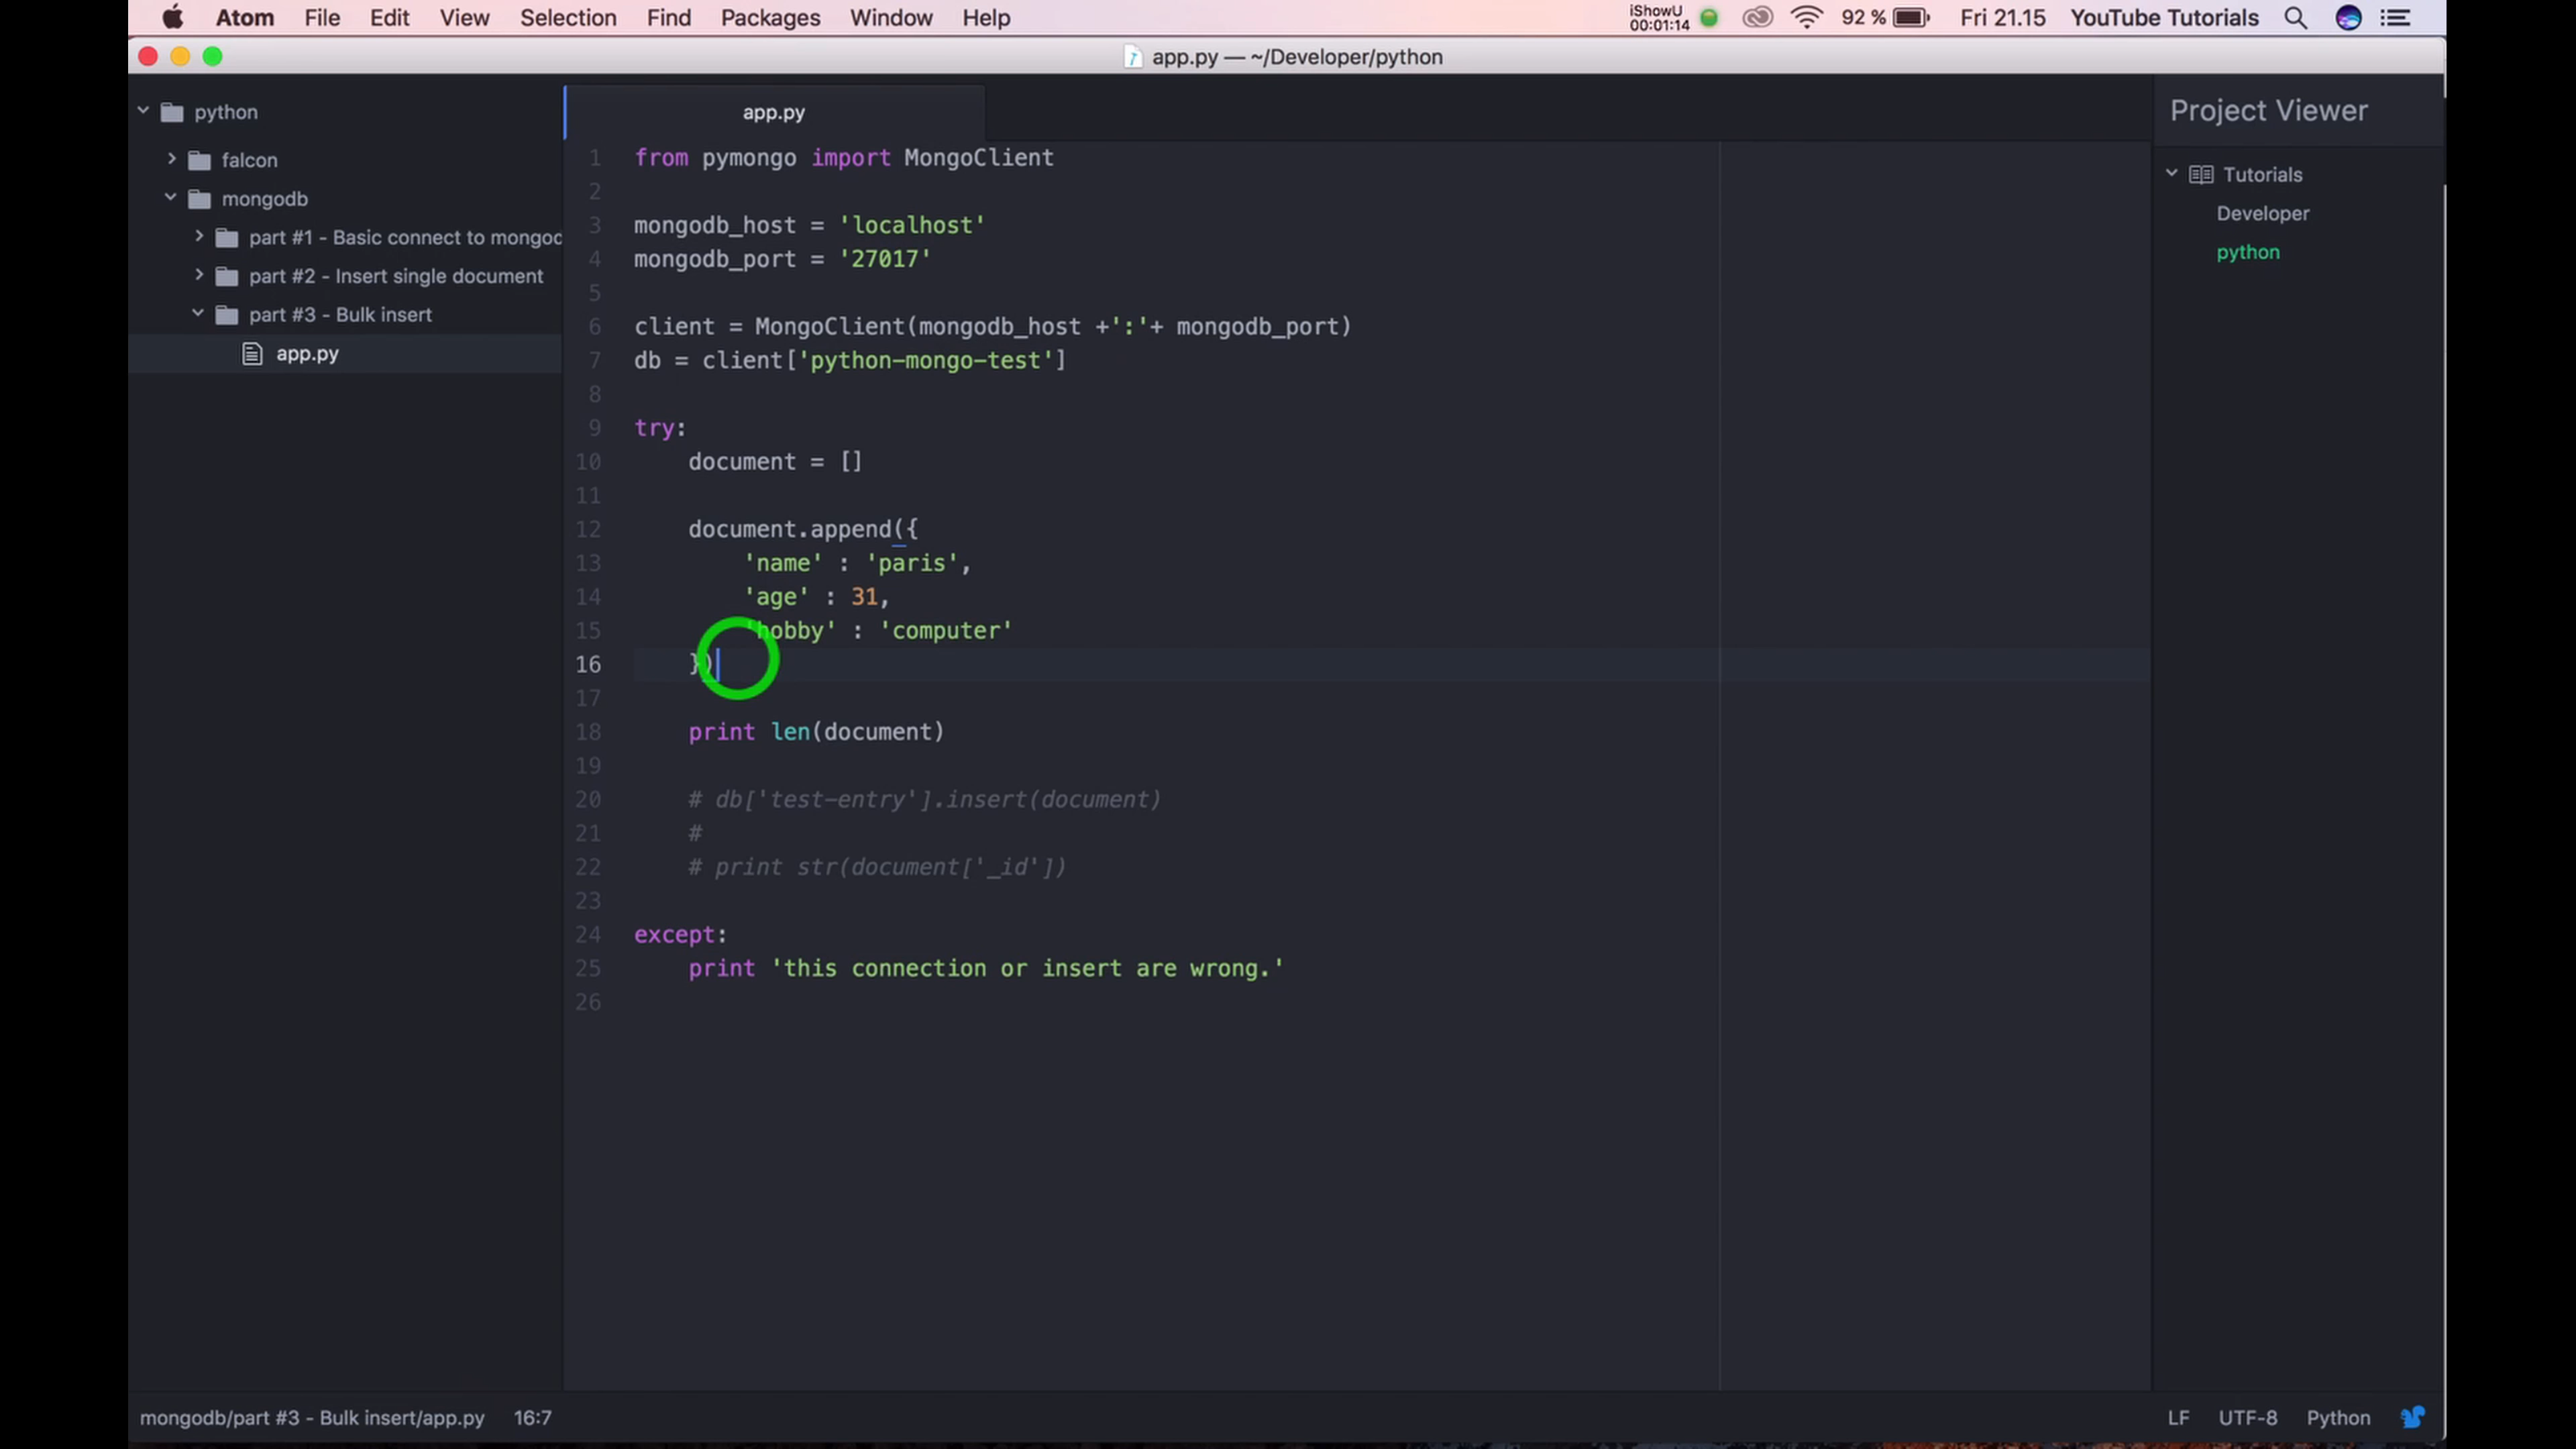 Atom File Edit View Selection Find Packages Window Help iShowU 00:01:14 92 % Fri 21.15 YouTube Tutorials
app.py — ~/Developer/python
python
falcon
mongodb
part #1 - Basic connect to mongoc
part #2 - Insert single document
part #3 - Bulk insert
app.py
app.py
1 from pymongo import MongoClient
2
3 mongodb_host = 'localhost'
4 mongodb_port = '27017'
5
6 client = MongoClient(mongodb_host +':'+ mongodb_port)
7 db = client['python-mongo-test']
8
9 try:
10 document = []
11
12 document.append({
13 'name' : 'paris',
14 'age' : 31,
15 'hobby' : 'computer'
16 })
17
18 print len(document)
19
20 # db['test-entry'].insert(document)
21 #
22 # print str(document['_id'])
23
24 except:
25 print 'this connection or insert are wrong.'
26
Project Viewer
Tutorials
Developer
python
mongodb/part #3 - Bulk insert/app.py 16:7 LF UTF-8 Python